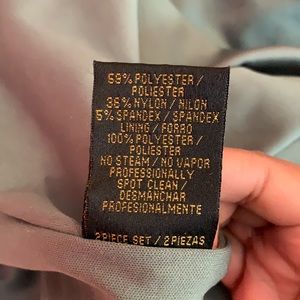 59% POLYESTER /
POLIESTER
36% NYLON / NILON
5% SPANDEX / SPANDEX
LINING / FORRO
100% POLYESTER /
POLIESTER
NO STEAM / NO VAPOR
PROFESSIONALLY
SPOT CLEAN /
DESMANCHAR
PROFESIONALMENTE
2 PIECE SET / 2 PIEZAS